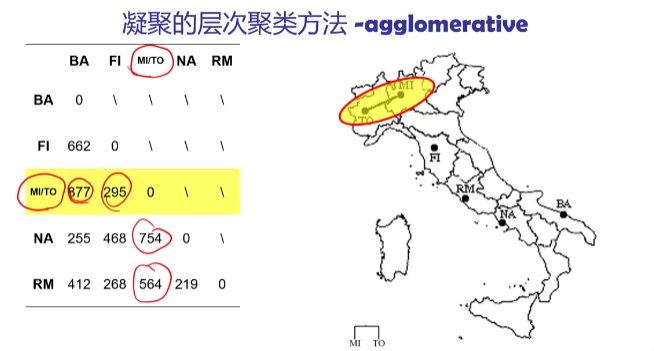 凝聚的层次聚类方法 -agglomerative
BA FI MI/TO NA RM
BA 0 \ \ \ \
FI 662 0 \ \ \
MI/TO 877 295 0 \ \
NA 255 468 754 0 \
RM 412 268 564 219 0
MI
TO
FI
RM
BA
NA
MI TO